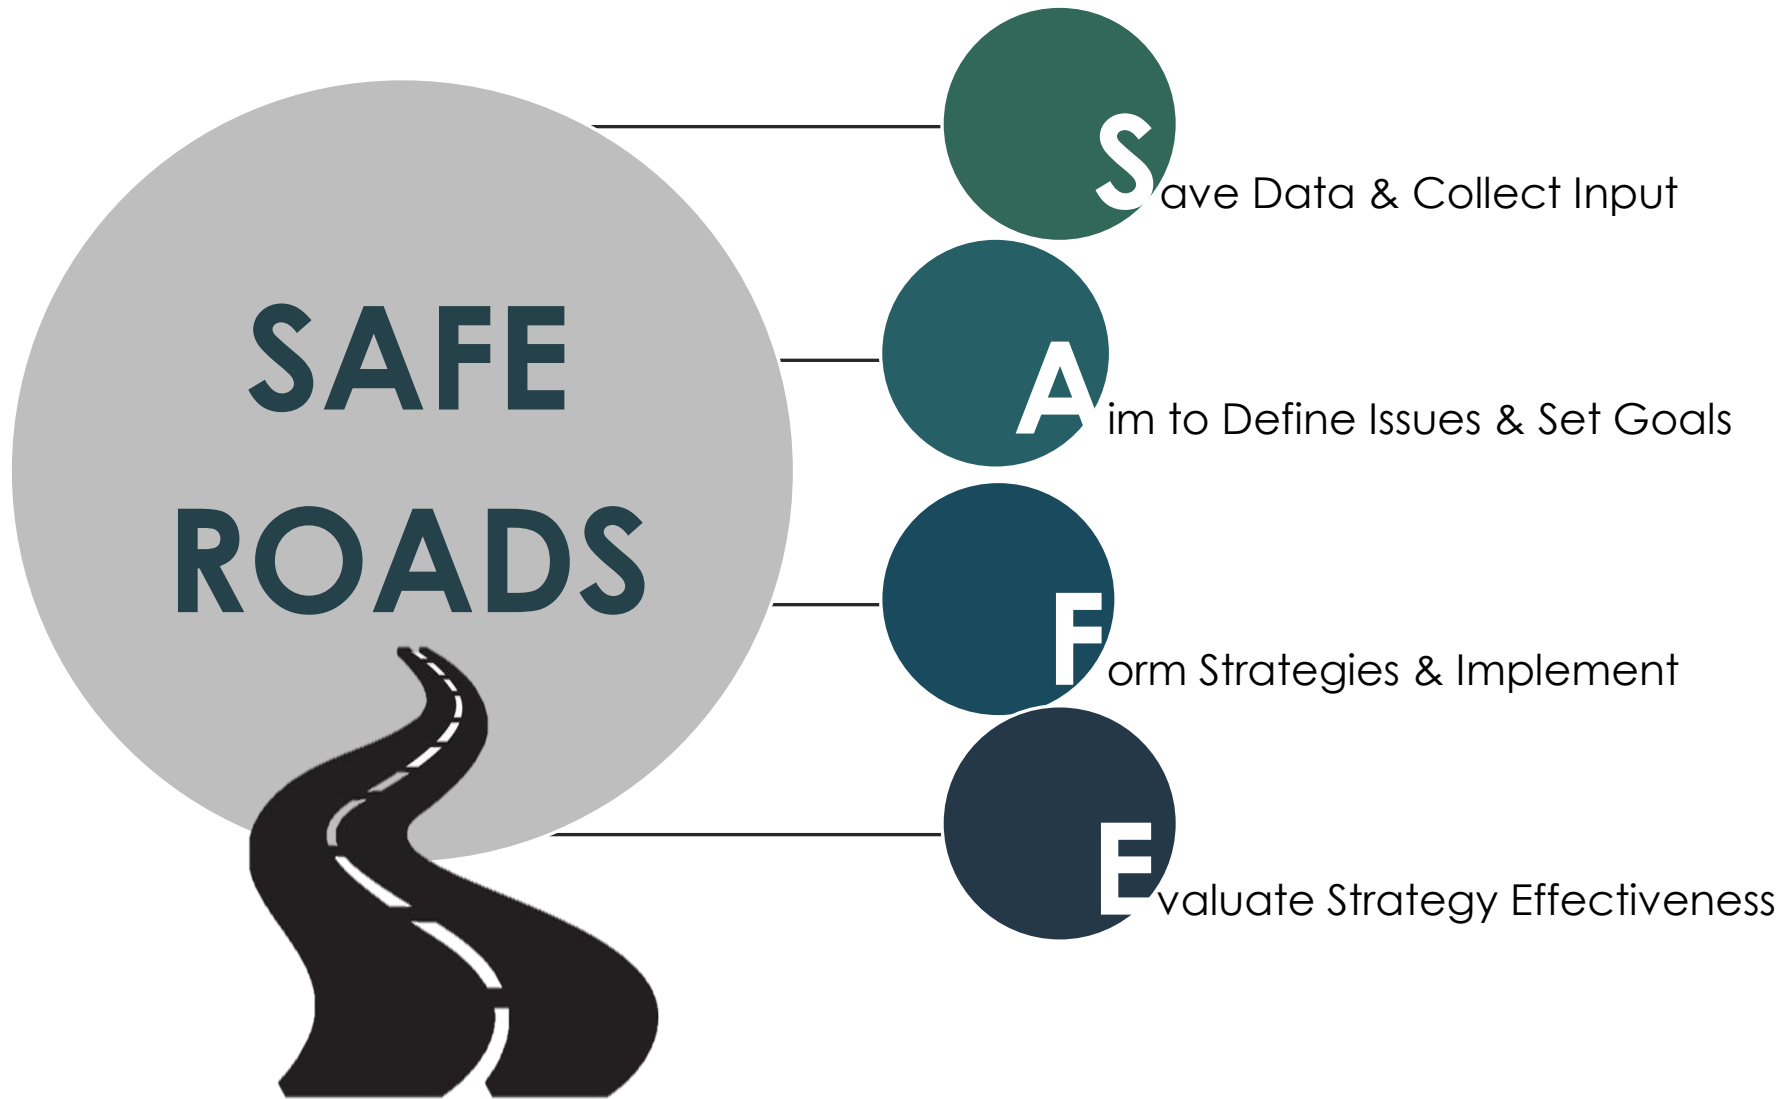 SAFE
ROADS
Save Data & Collect Input
Aim to Define Issues & Set Goals
Form Strategies & Implement
Evaluate Strategy Effectiveness